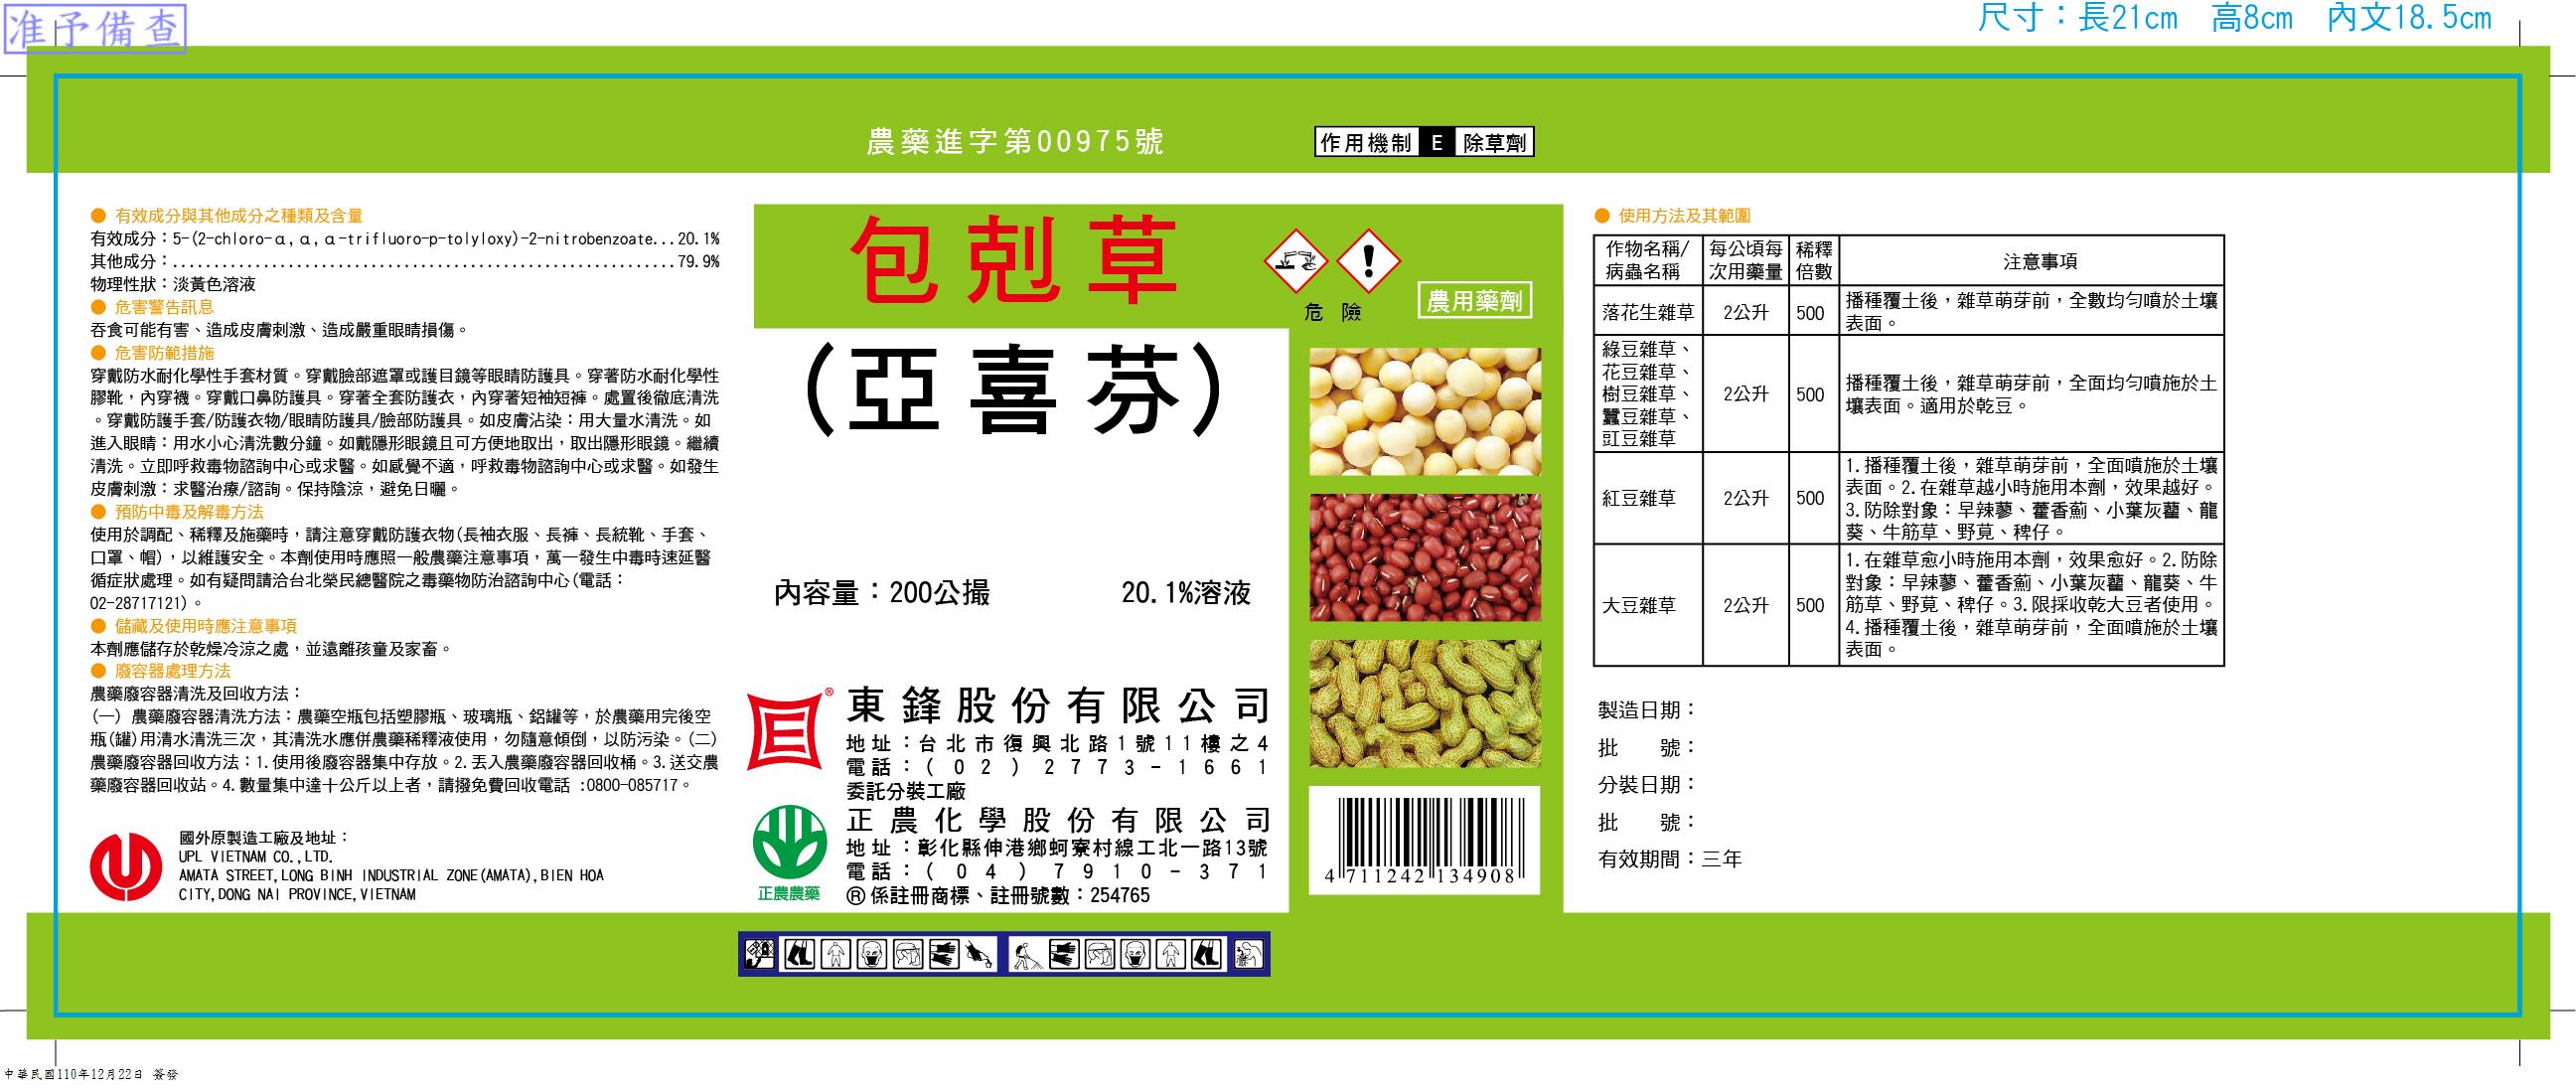 准予備查
尺寸：長21cm　高8cm　內文18.5cm
農藥進字第00975號
作用機制 E 除草劑
● 有效成分與其他成分之種類及含量
有效成分：5-(2-chloro-α,α,α-trifluoro-p-tolyloxy)-2-nitrobenzoate...20.1%
其他成分：............................................................79.9%
物理性狀：淡黃色溶液
● 危害警告訊息
吞食可能有害、造成皮膚刺激、造成嚴重眼睛損傷。
● 危害防範措施
穿戴防水耐化學性手套材質。穿戴臉部遮罩或護目鏡等眼睛防護具。穿著防水耐化學性
膠靴，內穿襪。穿戴口鼻防護具。穿著全套防護衣，內穿著短袖短褲。處置後徹底清洗
。穿戴防護手套/防護衣物/眼睛防護具/臉部防護具。如皮膚沾染：用大量水清洗。如
進入眼睛：用水小心清洗數分鐘。如戴隱形眼鏡且可方便地取出，取出隱形眼鏡。繼續
清洗。立即呼救毒物諮詢中心或求醫。如感覺不適，呼救毒物諮詢中心或求醫。如發生
皮膚刺激：求醫治療/諮詢。保持陰涼，避免日曬。
● 預防中毒及解毒方法
使用於調配、稀釋及施藥時，請注意穿戴防護衣物(長袖衣服、長褲、長統靴、手套、
口罩、帽)，以維護安全。本劑使用時應照一般農藥注意事項，萬一發生中毒時速延醫
循症狀處理。如有疑問請洽台北榮民總醫院之毒藥物防治諮詢中心(電話：
02-28717121)。
● 儲藏及使用時應注意事項
本劑應儲存於乾燥冷涼之處，並遠離孩童及家畜。
● 廢容器處理方法
農藥廢容器清洗及回收方法：
(一) 農藥廢容器清洗方法：農藥空瓶包括塑膠瓶、玻璃瓶、鋁罐等，於農藥用完後空
瓶(罐)用清水清洗三次，其清洗水應併農藥稀釋液使用，勿隨意傾倒，以防污染。(二)
農藥廢容器回收方法：1.使用後廢容器集中存放。2.丟入農藥廢容器回收桶。3.送交農
藥廢容器回收站。4.數量集中達十公斤以上者，請撥免費回收電話 :0800-085717。
國外原製造工廠及地址：
UPL VIETNAM CO.,LTD.
AMATA STREET,LONG BINH INDUSTRIAL ZONE(AMATA),BIEN HOA
CITY,DONG NAI PROVINCE,VIETNAM
包剋草
危 險
農用藥劑
(亞喜芬)
內容量：200公撮　20.1%溶液
®
東鋒股份有限公司
地址：台北市復興北路1號11樓之4
電話：(02)2773-1661
委託分裝工廠
正農化學股份有限公司
地址：彰化縣伸港鄉蚵寮村線工北一路13號
電話：(04)7910-371
正農農藥
®係註冊商標、註冊號數：254765
4 711242 134908
● 使用方法及其範圍
作物名稱/
病蟲名稱
每公頃每
次用藥量
稀釋
倍數
注意事項
落花生雜草
2公升
500
播種覆土後，雜草萌芽前，全數均勻噴於土壤
表面。
綠豆雜草、
花豆雜草、
樹豆雜草、
蠶豆雜草、
豇豆雜草
2公升
500
播種覆土後，雜草萌芽前，全面均勻噴施於土
壤表面。適用於乾豆。
紅豆雜草
2公升
500
1.播種覆土後，雜草萌芽前，全面噴施於土壤
表面。2.在雜草越小時施用本劑，效果越好。
3.防除對象：早辣蓼、藿香薊、小葉灰藋、龍
葵、牛筋草、野莧、稗仔。
大豆雜草
2公升
500
1.在雜草愈小時施用本劑，效果愈好。2.防除
對象：早辣蓼、藿香薊、小葉灰藋、龍葵、牛
筋草、野莧、稗仔。3.限採收乾大豆者使用。
4.播種覆土後，雜草萌芽前，全面噴施於土壤
表面。
製造日期：
批　　號：
分裝日期：
批　　號：
有效期間：三年
中華民國110年12月22日 簽發